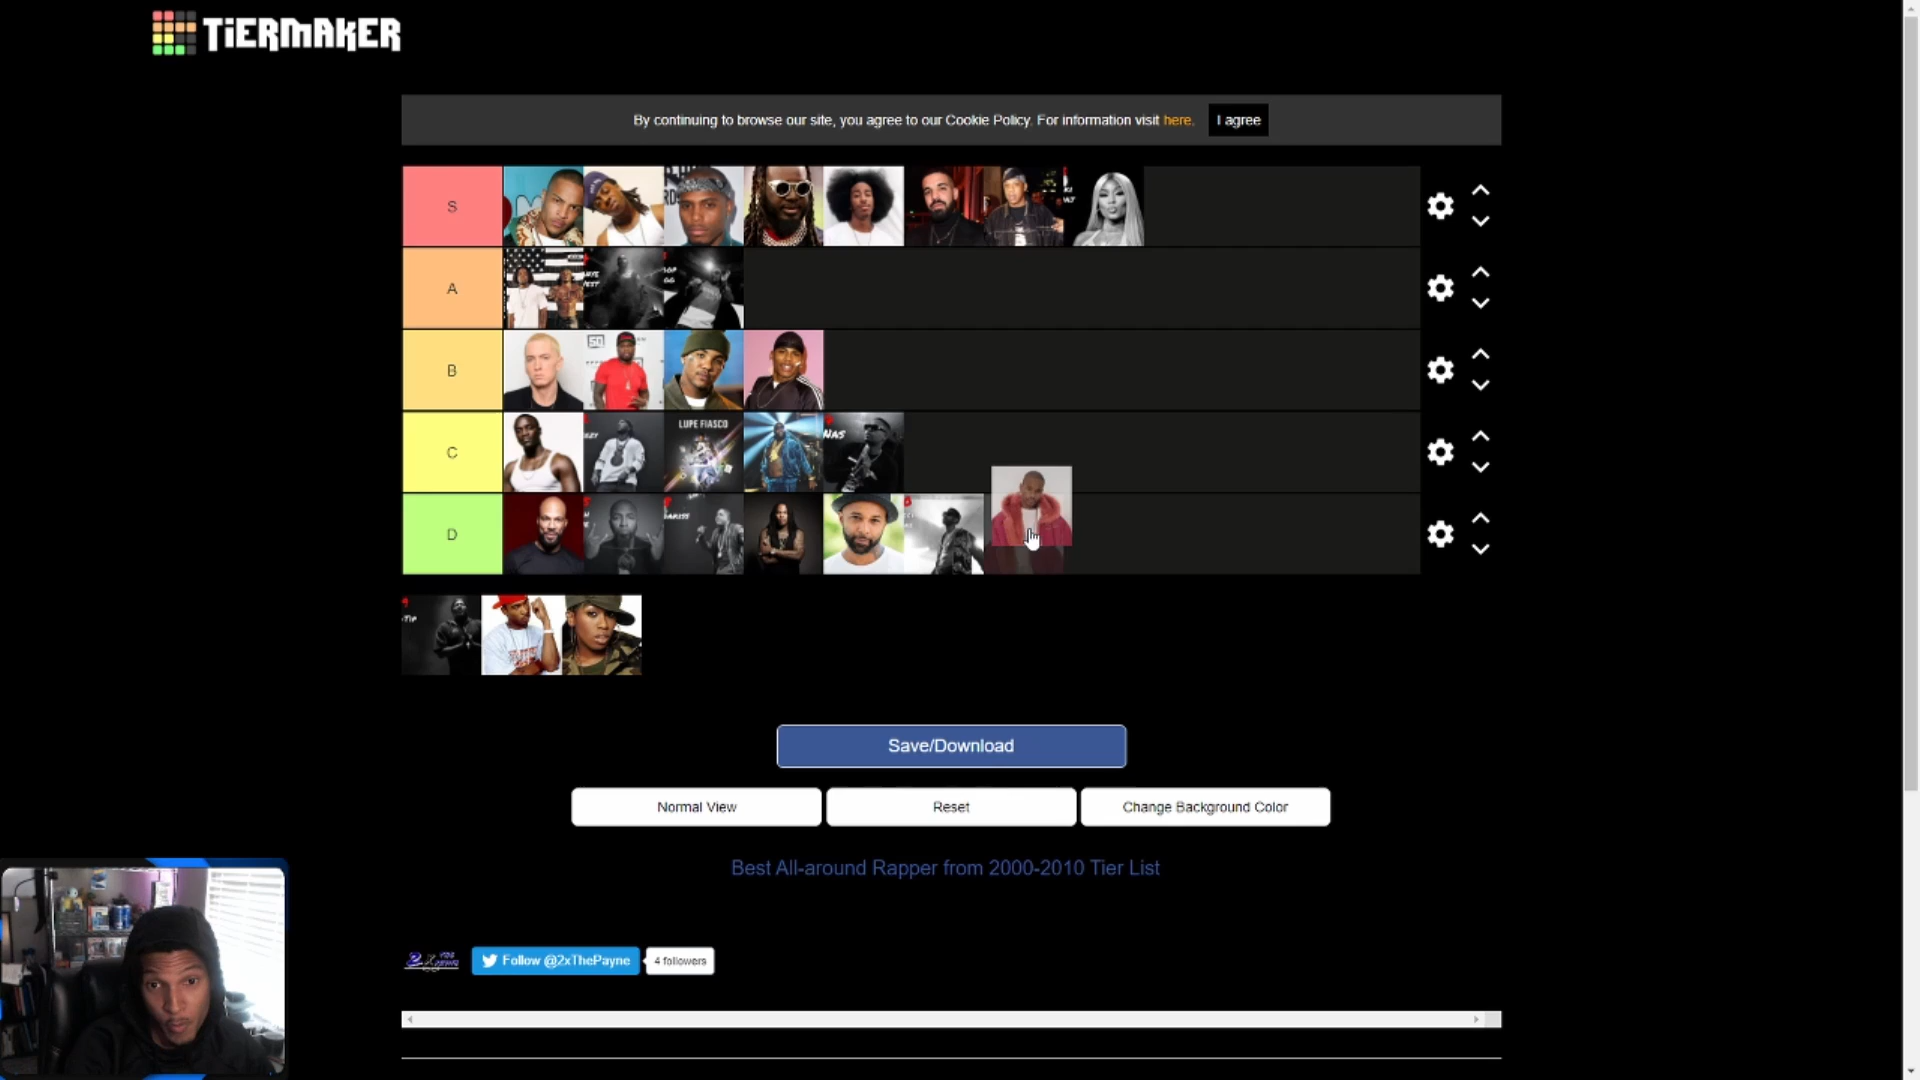 TiERMAKER
By continuing to browse our site, you agree to our Cookie Policy. For information visit here. I agree
S
A
B
50
C
LUPE FIASCO
NAS
D
TIP
Save/Download
Normal View
Reset
Change Background Color
Best All-around Rapper from 2000-2010 Tier List
Follow @2xThePayne
4 followers